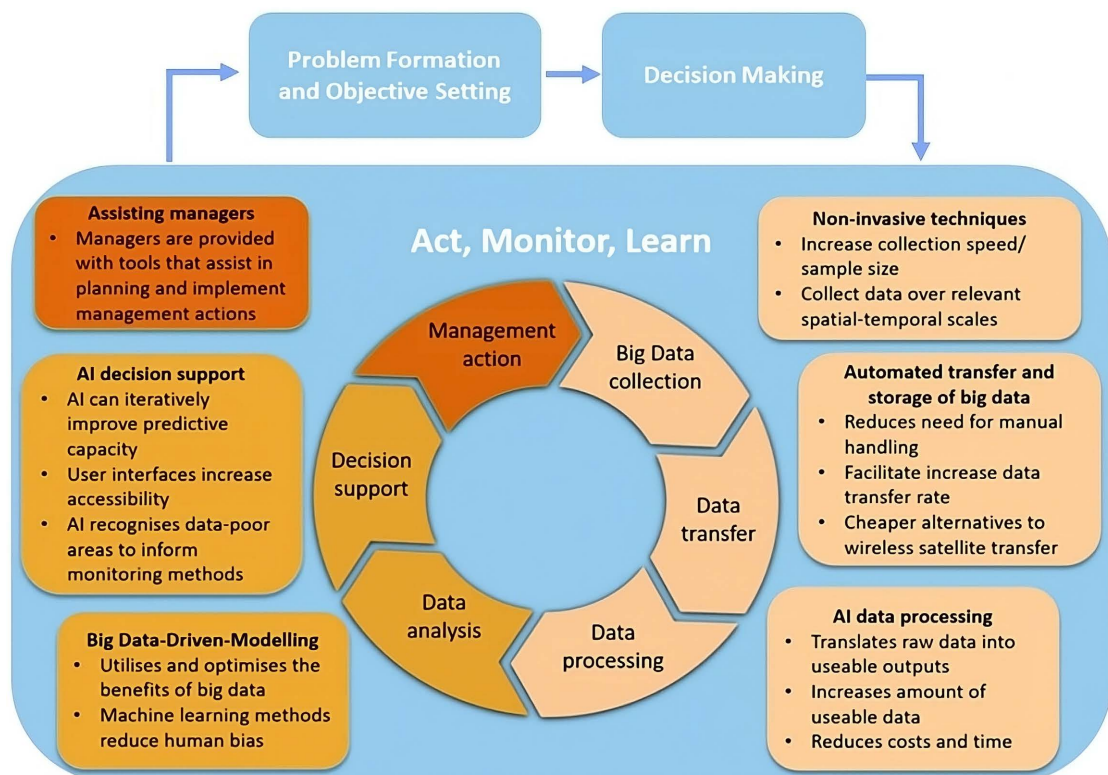 Problem Formation
and Objective Setting
Decision Making
Act, Monitor, Learn
Assisting managers
• Managers are provided
with tools that assist in
planning and implement
management actions
AI decision support
• AI can iteratively
improve predictive
capacity
• User interfaces increase
accessibility
• AI recognises data-poor
areas to inform
monitoring methods
Big Data-Driven-Modelling
• Utilises and optimises the
benefits of big data
• Machine learning methods
reduce human bias
Management
action
Big Data
collection
Data
transfer
Data
processing
Data
analysis
Decision
support
Non-invasive techniques
• Increase collection speed/
sample size
• Collect data over relevant
spatial-temporal scales
Automated transfer and
storage of big data
• Reduces need for manual
handling
• Facilitate increase data
transfer rate
• Cheaper alternatives to
wireless satellite transfer
AI data processing
• Translates raw data into
useable outputs
• Increases amount of
useable data
• Reduces costs and time